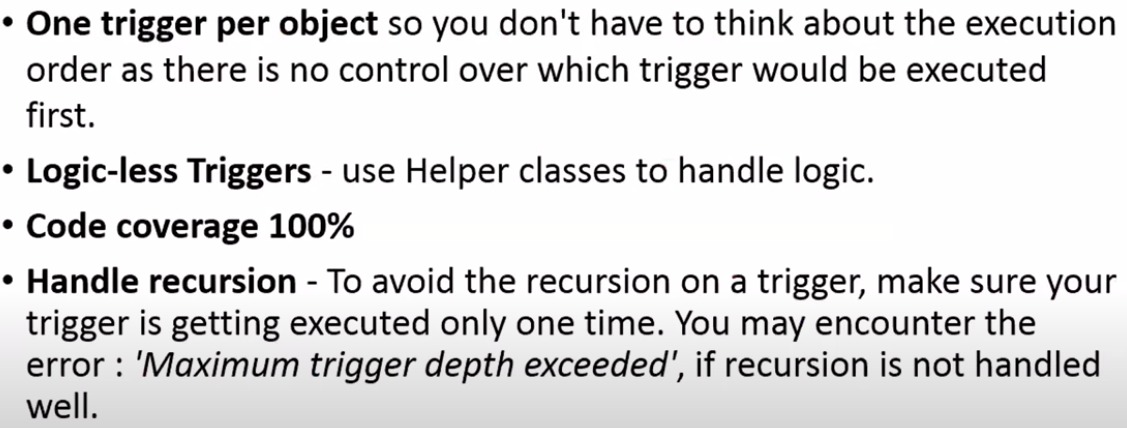 • One trigger per object so you don't have to think about the execution
order as there is no control over which trigger would be executed
first.
• Logic-less Triggers - use Helper classes to handle logic.
• Code coverage 100%
• Handle recursion - To avoid the recursion on a trigger, make sure your
trigger is getting executed only one time. You may encounter the
error : 'Maximum trigger depth exceeded', if recursion is not handled
well.